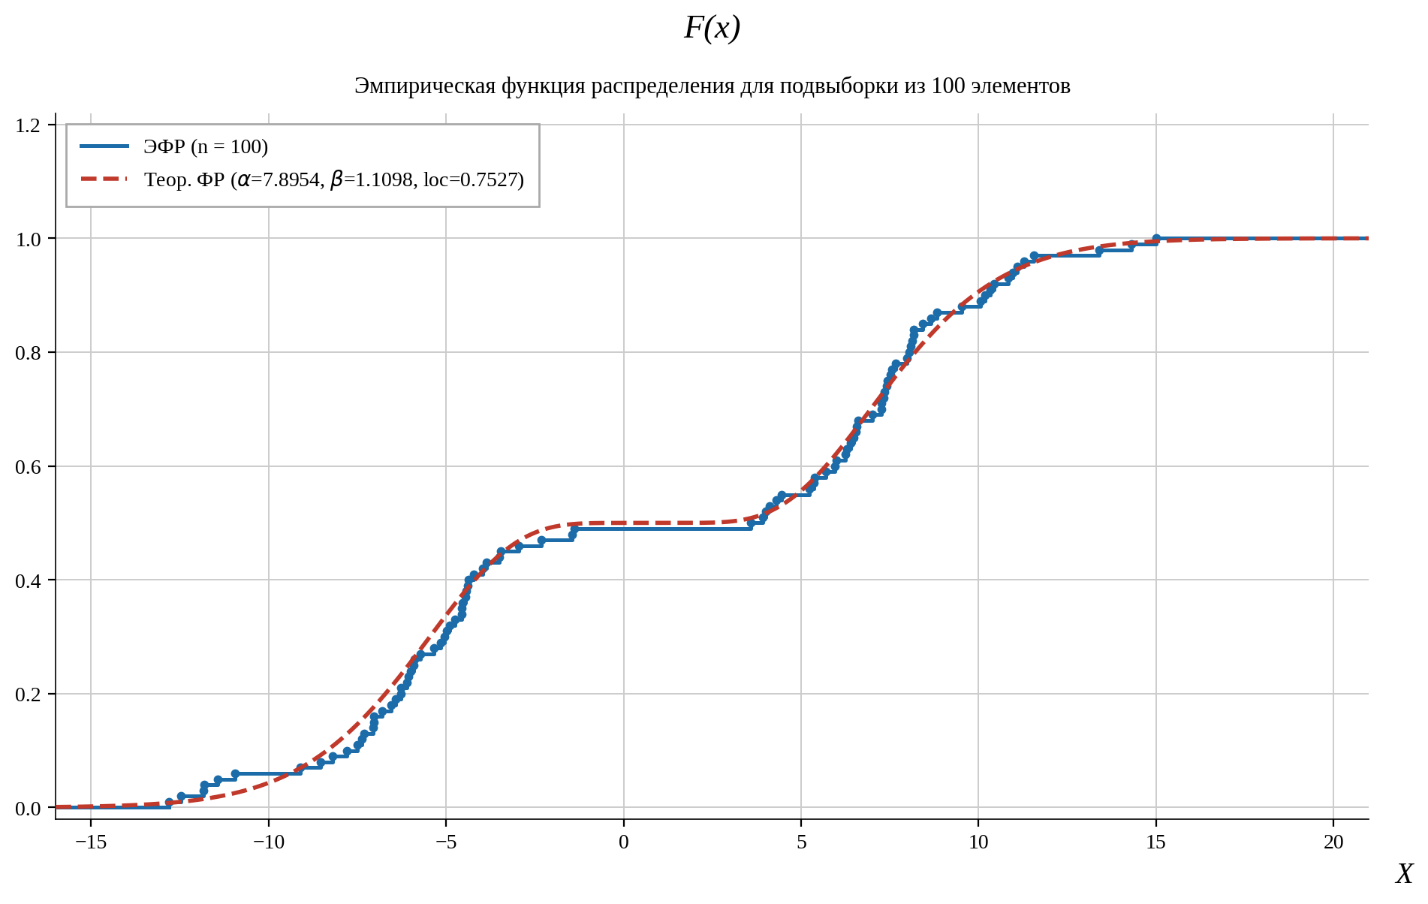 F(x)
Эмпирическая функция распределения для подвыборки из 100 элементов
ЭФР (n = 100)
Теор. ФР (α=7.8954, β=1.1098, loc=0.7527)
1.2
1.0
0.8
0.6
0.4
0.2
0.0
−15 −10 −5 0 5 10 15 20
X